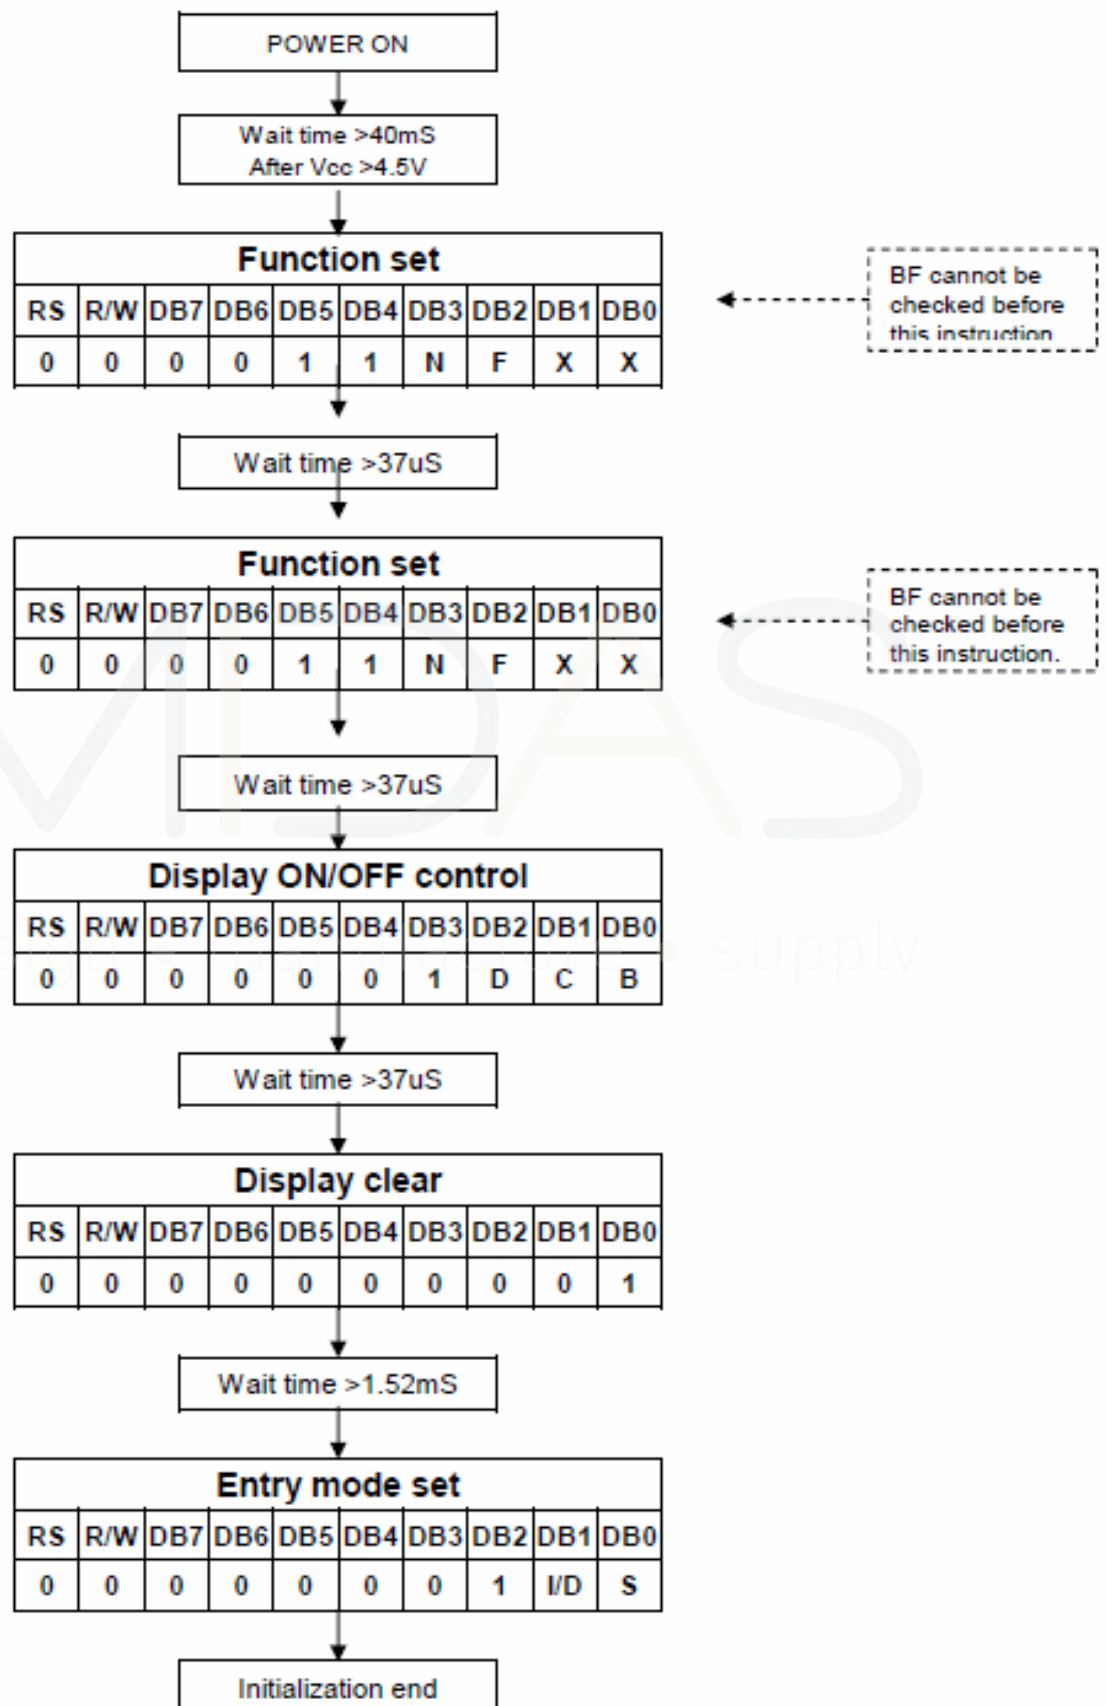 POWER ON
Wait time >40mS
After Vcc >4.5V
Function set
RS R/W DB7 DB6 DB5 DB4 DB3 DB2 DB1 DB0
0 0 0 0 1 1 N F X X
BF cannot be
checked before
this instruction
Wait time >37uS
Function set
RS R/W DB7 DB6 DB5 DB4 DB3 DB2 DB1 DB0
0 0 0 0 1 1 N F X X
BF cannot be
checked before
this instruction.
MIDAS
Wait time >37uS
Display ON/OFF control
RS R/W DB7 DB6 DB5 DB4 DB3 DB2 DB1 DB0
supply
0 0 0 0 0 0 1 D C B
Wait time >37uS
Display clear
RS R/W DB7 DB6 DB5 DB4 DB3 DB2 DB1 DB0
0 0 0 0 0 0 0 0 0 1
Wait time >1.52mS
Entry mode set
RS R/W DB7 DB6 DB5 DB4 DB3 DB2 DB1 DB0
0 0 0 0 0 0 0 1 I/D S
Initialization end